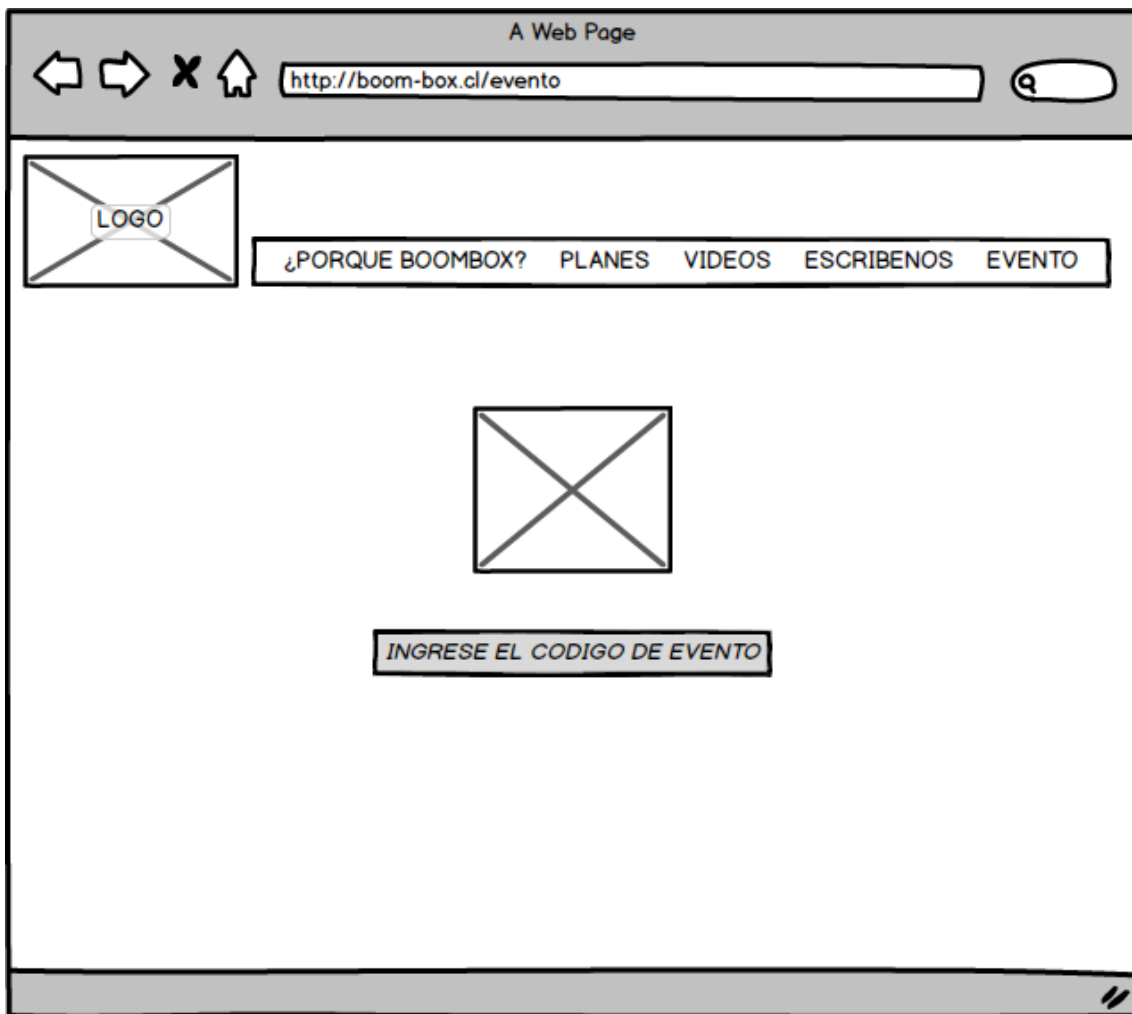 A Web Page
http://boom-box.cl/evento
LOGO
¿PORQUE BOOMBOX? PLANES VIDEOS ESCRIBENOS EVENTO
INGRESE EL CODIGO DE EVENTO